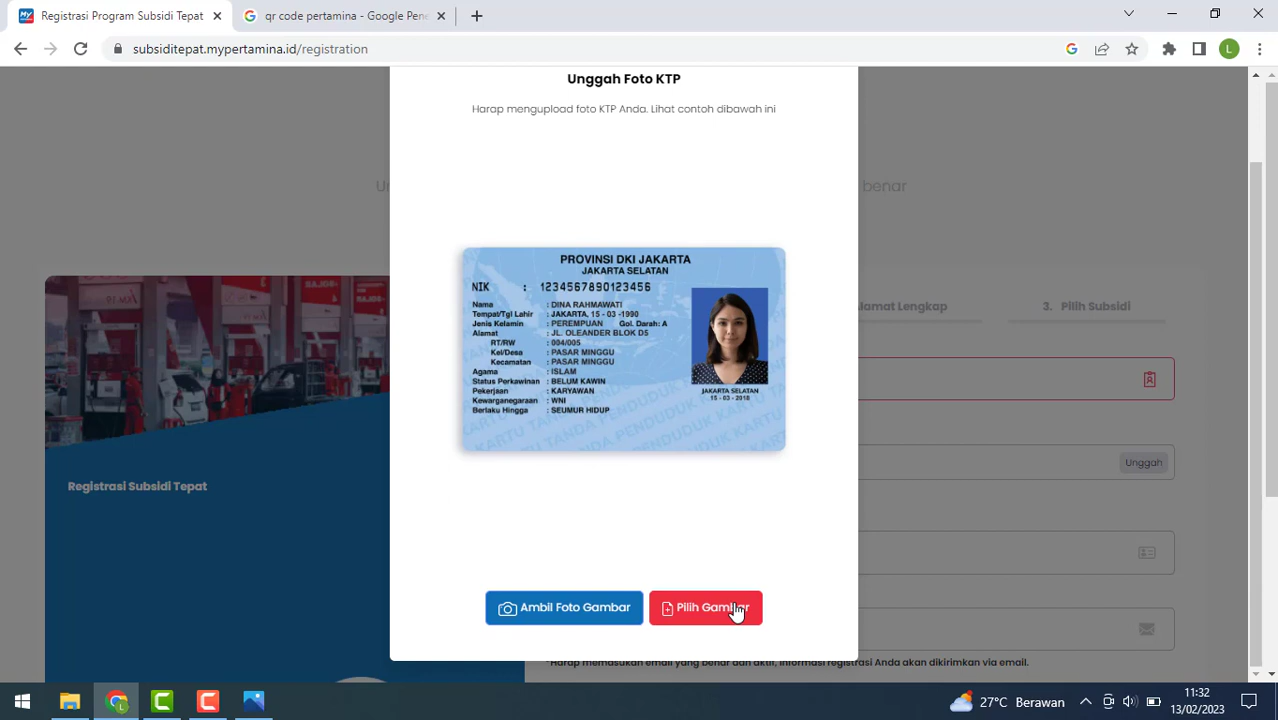 Registrasi Program Subsidi Tepat
qr code pertamina - Google Pene
subsiditepat.mypertamina.id/registration
L
Unggah Foto KTP
Harap mengupload foto KTP Anda. Lihat contoh dibawah ini
benar
PROVINSI DKI JAKARTA
JAKARTA SELATAN
NIK : 1234567890123456
Nama : DINA RAHMAWATI
Tempat/Tgl Lahir : JAKARTA, 15 - 03 -1990
Jenis Kelamin : PEREMPUAN Gol. Darah: A
Alamat : JL. OLEANDER BLOK D5
RT/RW : 004/005
Kel/Desa : PASAR MINGGU
Kecamatan : PASAR MINGGU
Agama : ISLAM
Status Perkawinan : BELUM KAWIN
Pekerjaan : KARYAWAN
Kewarganegaraan : WNI
Berlaku Hingga : SEUMUR HIDUP
JAKARTA SELATAN
15 - 03 - 2018
Alamat Lengkap
3. Pilih Subsidi
Unggah
Registrasi Subsidi Tepat
Ambil Foto Gambar
Pilih Gambar
*Harap memasukan email yang benar dan aktif, informasi registrasi Anda akan dikirimkan via email.
27°C Berawan
11:32
13/02/2023